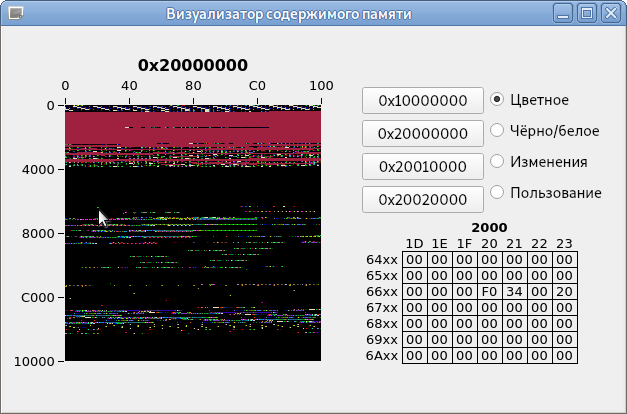 Визуализатор содержимого памяти
0x20000000
0 40 80 C0 100
0
4000
8000
C000
10000
0x10000000 Цветное
0x20000000 Чёрно/белое
0x20010000 Изменения
0x20020000 Пользование
2000
1D 1E 1F 20 21 22 23
64xx 00 00 00 00 00 00 00
65xx 00 00 00 00 00 00 00
66xx 00 00 00 F0 34 00 20
67xx 00 00 00 00 00 00 00
68xx 00 00 00 00 00 00 00
69xx 00 00 00 00 00 00 00
6Axx 00 00 00 00 00 00 00